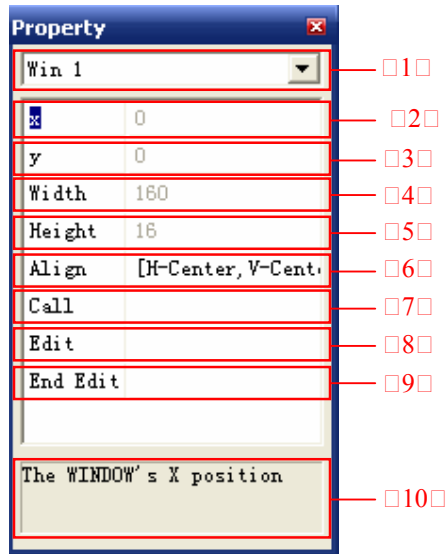 Property
Win 1 □1□
x 0 □2□
y 0 □3□
Width 160 □4□
Height 16 □5□
Align [H-Center, V-Cent □6□
Call □7□
Edit □8□
End Edit □9□
The WINDOW's X position □10□